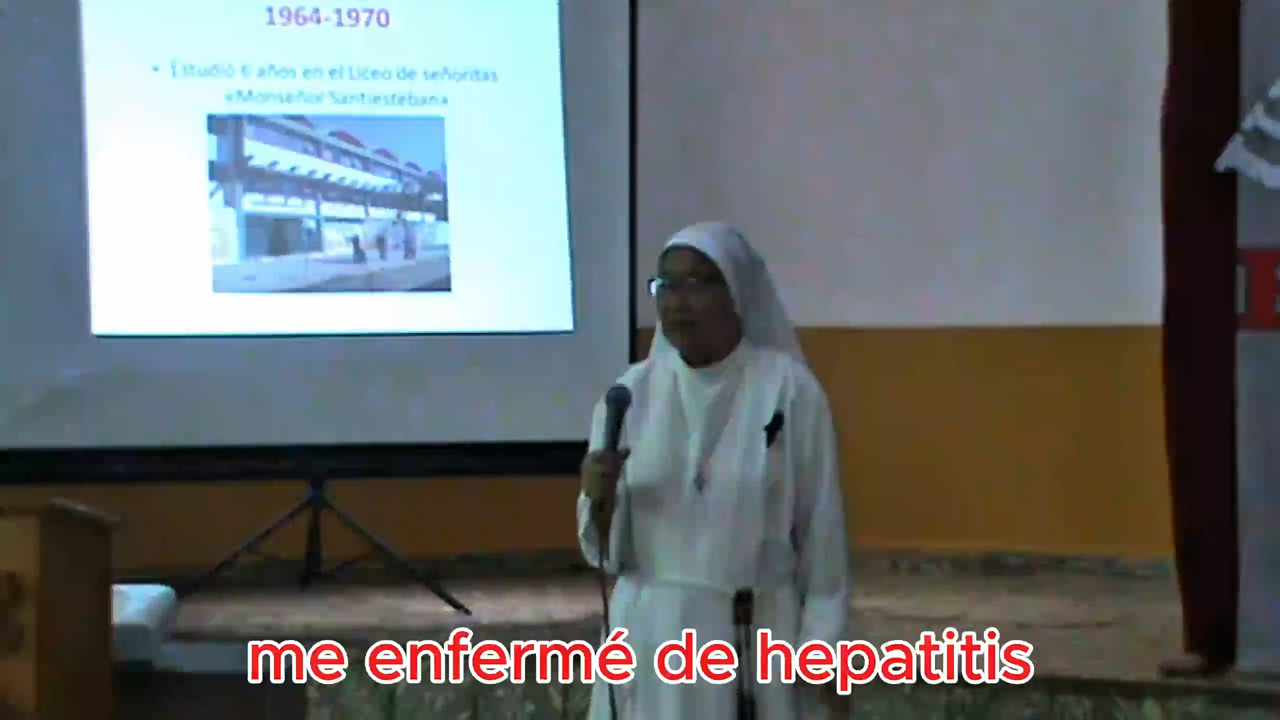 1964-1970
• Estudió 6 años en el Liceo de señoritas
«Monseñor Santiesteban»
me enfermé de hepatitis